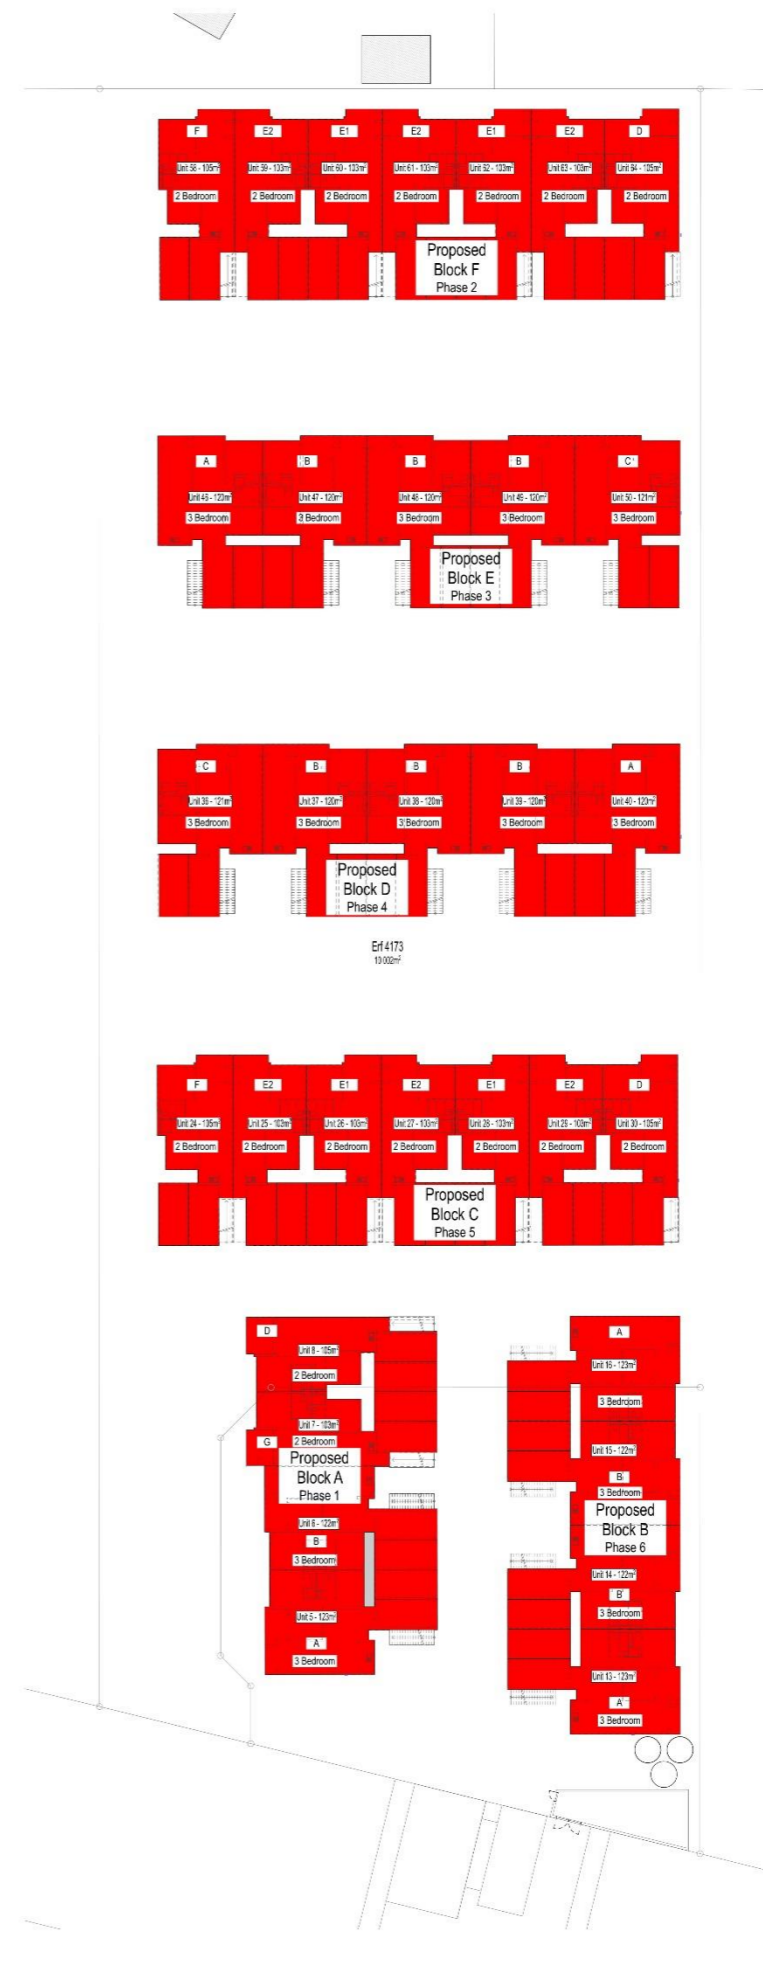 F E2 E1 E2 E1 E2 D
Unit 58 - 105m² Unit 59 - 103m² Unit 60 - 103m² Unit 61 - 103m² Unit 62 - 103m² Unit 63 - 103m² Unit 64 - 105m²
2 Bedroom 2 Bedroom 2 Bedroom 2 Bedroom 2 Bedroom 2 Bedroom 2 Bedroom
Proposed
Block F
Phase 2
A B B B C
Unit 46 - 120m² Unit 47 - 120m² Unit 48 - 120m² Unit 49 - 120m² Unit 50 - 121m²
3 Bedroom 3 Bedroom 3 Bedroom 3 Bedroom 3 Bedroom
Proposed
Block E
Phase 3
C B B B A
Unit 36 - 121m² Unit 37 - 120m² Unit 38 - 120m² Unit 39 - 120m² Unit 40 - 120m²
3 Bedroom 3 Bedroom 3 Bedroom 3 Bedroom 3 Bedroom
Proposed
Block D
Phase 4
Erf 4173
10 002m²
F E2 E1 E2 E1 E2 D
Unit 24 - 105m² Unit 25 - 103m² Unit 26 - 103m² Unit 27 - 103m² Unit 28 - 103m² Unit 29 - 103m² Unit 30 - 105m²
2 Bedroom 2 Bedroom 2 Bedroom 2 Bedroom 2 Bedroom 2 Bedroom 2 Bedroom
Proposed
Block C
Phase 5
D
Unit 8 - 105m²
2 Bedroom
Unit 7 - 103m²
G 2 Bedroom
Proposed
Block A
Phase 1
Unit 6 - 122m²
B
3 Bedroom
Unit 5 - 123m²
A
3 Bedroom
A
Unit 16 - 123m²
3 Bedroom
Unit 15 - 122m²
B
3 Bedroom
Proposed
Block B
Phase 6
Unit 14 - 122m²
B
3 Bedroom
Unit 13 - 123m²
A
3 Bedroom